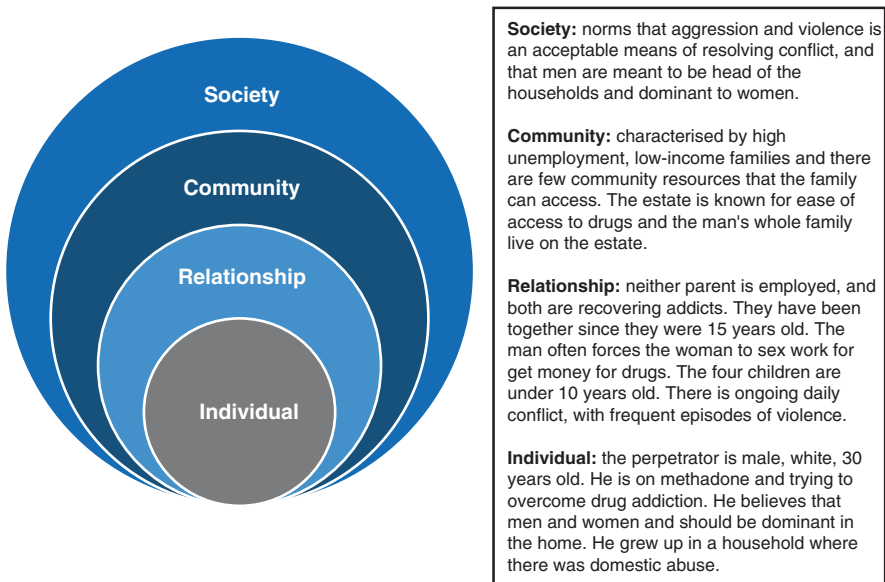 Society
Community
Relationship
Individual
Society: norms that aggression and violence is
an acceptable means of resolving conflict, and
that men are meant to be head of the
households and dominant to women.
Community: characterised by high
unemployment, low-income families and there
are few community resources that the family
can access. The estate is known for ease of
access to drugs and the man's whole family
live on the estate.
Relationship: neither parent is employed, and
both are recovering addicts. They have been
together since they were 15 years old. The
man often forces the woman to sex work for
get money for drugs. The four children are
under 10 years old. There is ongoing daily
conflict, with frequent episodes of violence.
Individual: the perpetrator is male, white, 30
years old. He is on methadone and trying to
overcome drug addiction. He believes that
men and women and should be dominant in
the home. He grew up in a household where
there was domestic abuse.